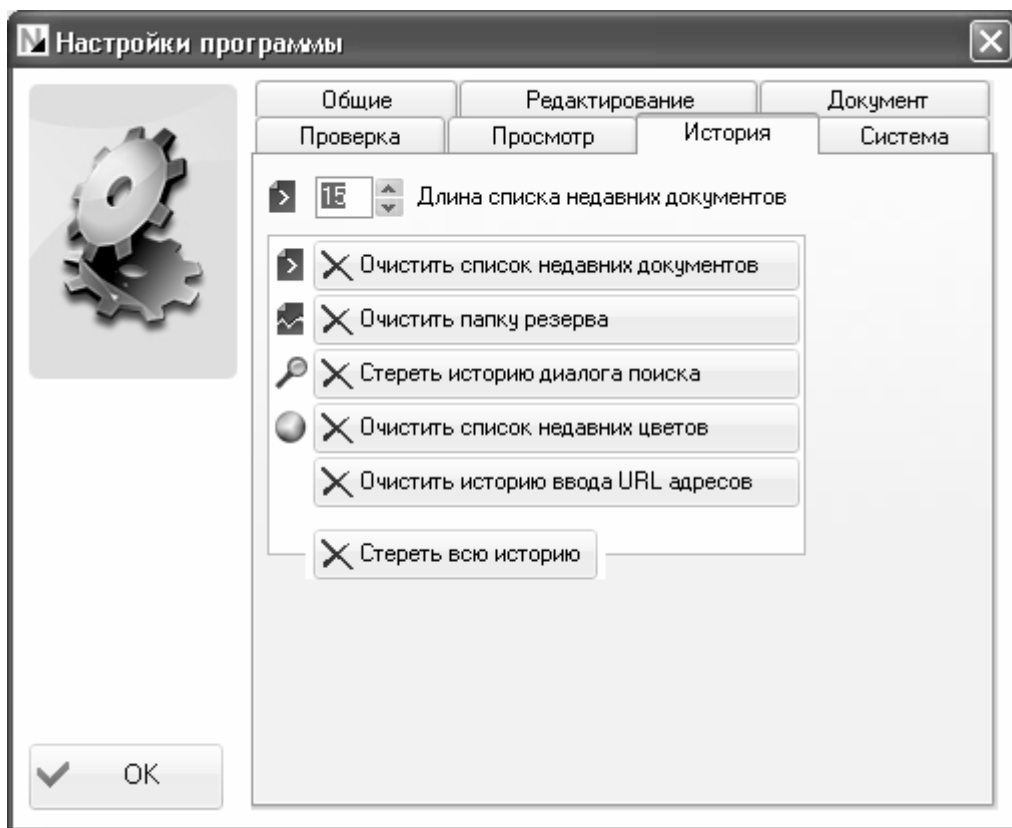 Настройки программы
Общие Редактирование Документ
Проверка Просмотр История Система
15 Длина списка недавних документов
Очистить список недавних документов
Очистить папку резерва
Стереть историю диалога поиска
Очистить список недавних цветов
Очистить историю ввода URL адресов
Стереть всю историю
OK